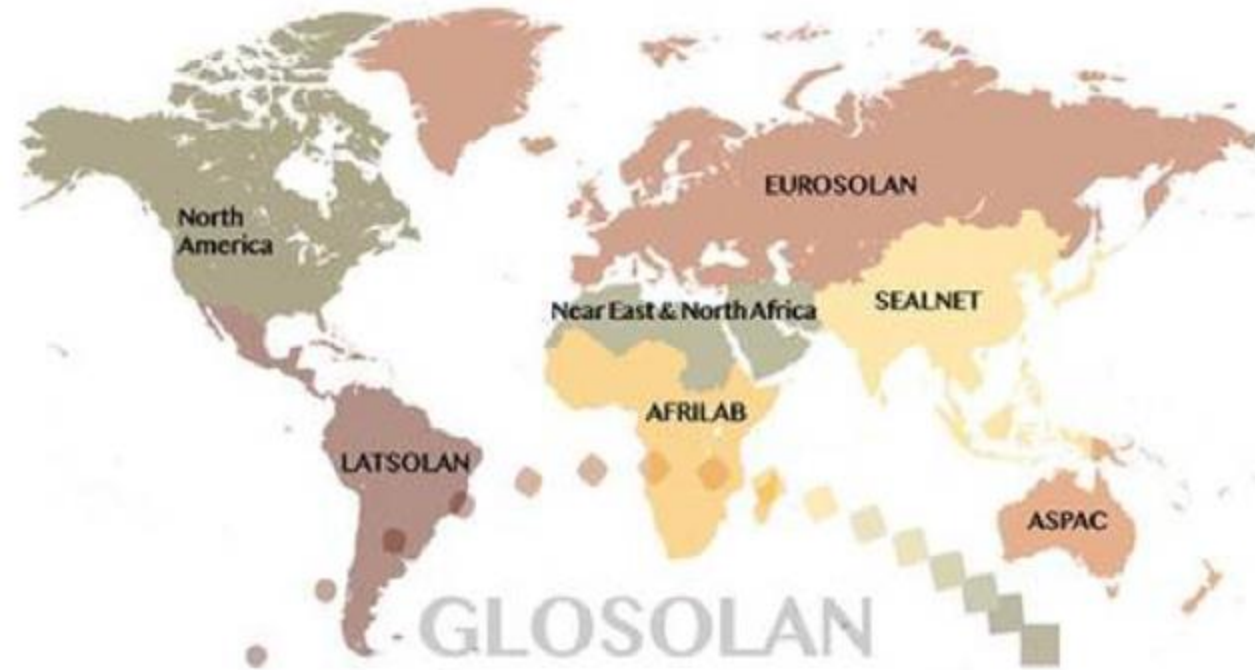 EUROSOLAN
North
America
SEALNET
Near East & North Africa
AFRILAB
LATSOLAN
ASPAC
GLOSOLAN